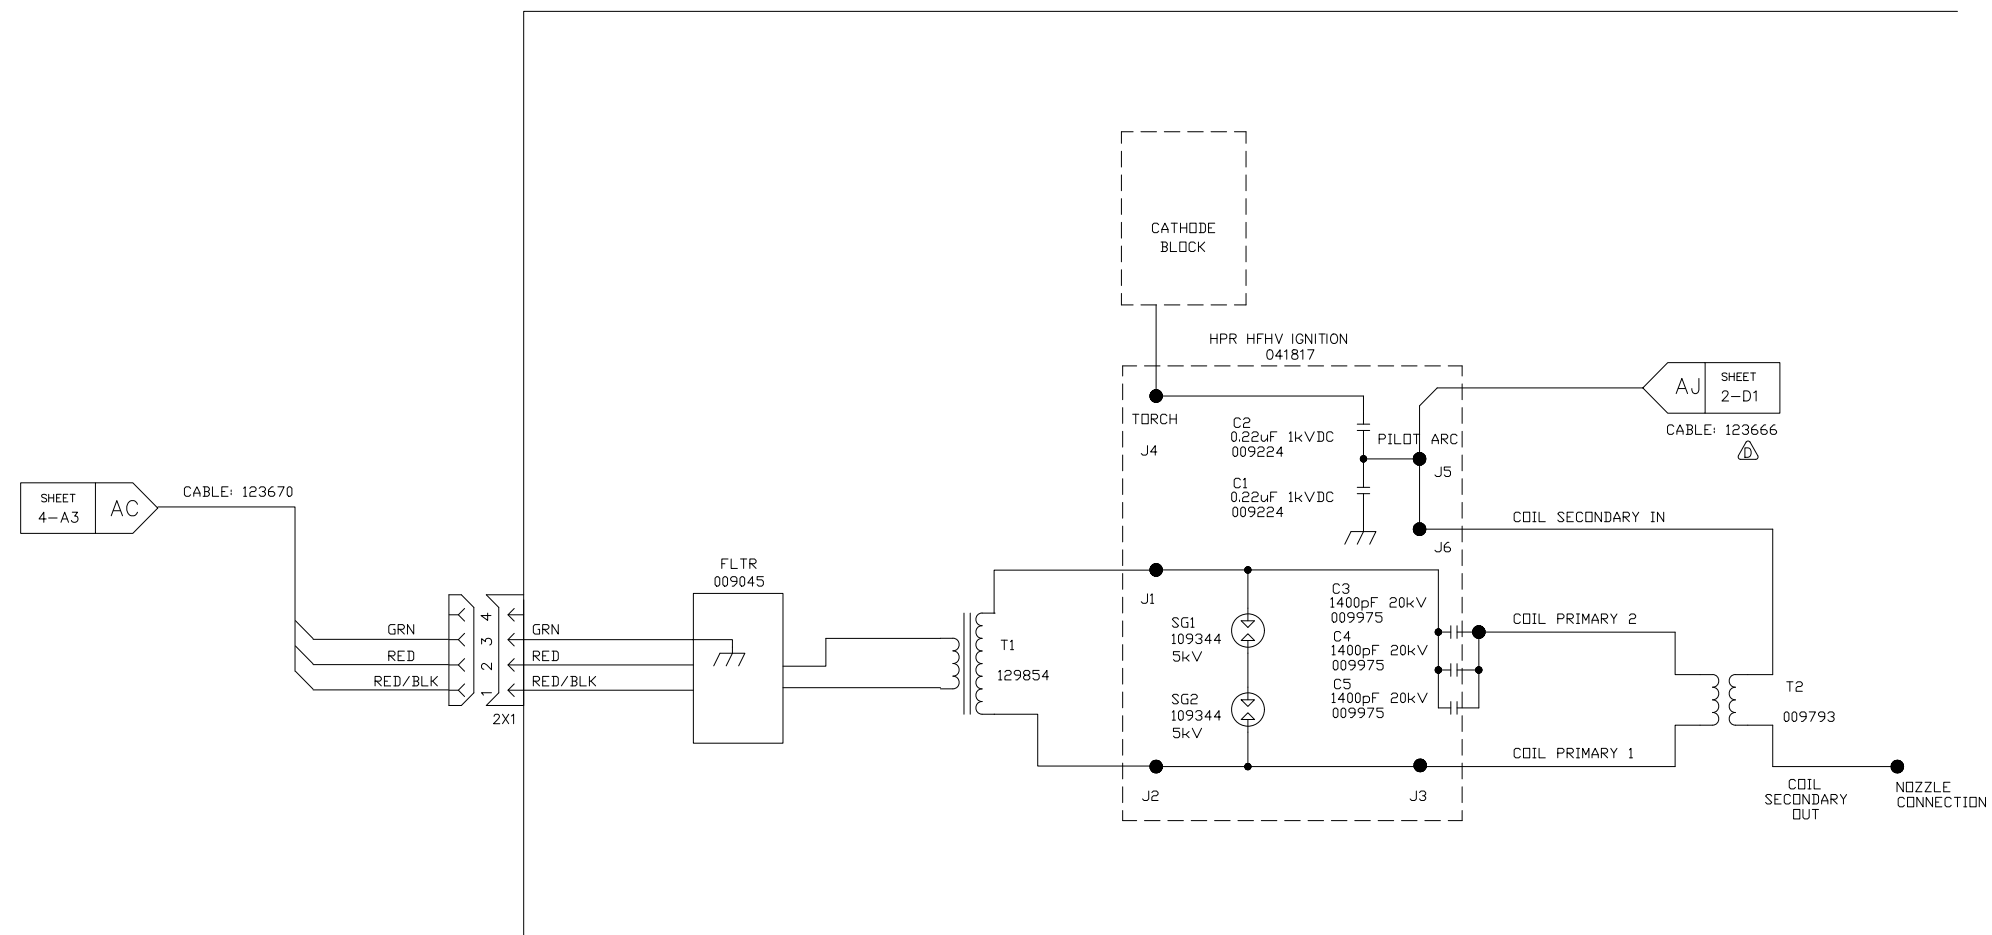 CATHODE
BLOCK
HPR HFHV IGNITION
041817
AJ
SHEET
2-D1
CABLE: 123666
D
TORCH
J4
C2
0.22uF 1kVDC
009224
PILOT ARC
J5
C1
0.22uF 1kVDC
009224
J6
COIL SECONDARY IN
SHEET
4-A3
AC
CABLE: 123670
FLTR
009045
GRN
RED
RED/BLK
4
3
2
1
2X1
GRN
RED
RED/BLK
T1
129854
J1
SG1
109344
5kV
SG2
109344
5kV
J2
C3
1400pF 20kV
009975
C4
1400pF 20kV
009975
C5
1400pF 20kV
009975
J3
COIL PRIMARY 2
COIL PRIMARY 1
T2
009793
COIL
SECONDARY
OUT
NOZZLE
CONNECTION